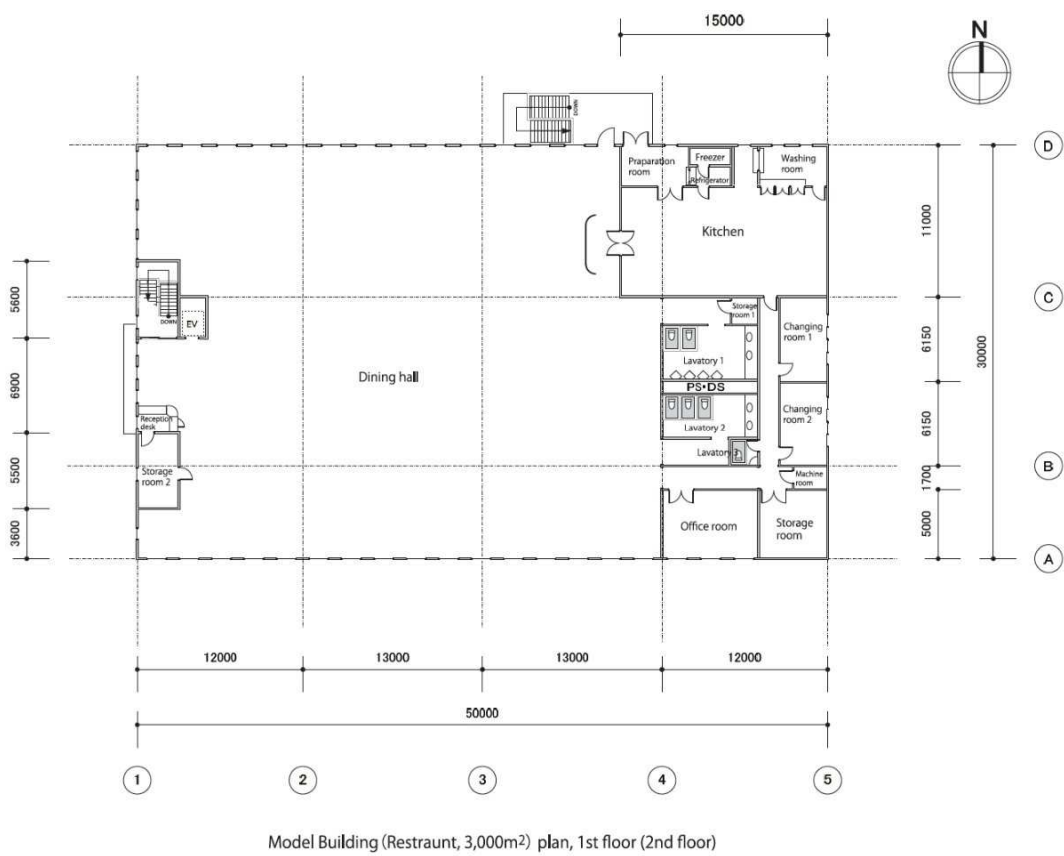 15000
N
DOWN
D
Praparation
room
Freezer
Refrigerator
Washing
room
11000
Kitchen
5600
C
DOWN
EV
Storage
room 1
Changing
room 1
6150
30000
Lavatory 1
Dining hall
6900
PS•DS
Changing
room 2
6150
Reception
desk
Lavatory 2
Lavatory 3
B
5500
Storage
room 2
Machine
room
1700
Office room
Storage
room
5000
3600
A
12000
13000
13000
12000
50000
1
2
3
4
5
Model Building (Restraunt, 3,000m²) plan, 1st floor (2nd floor)